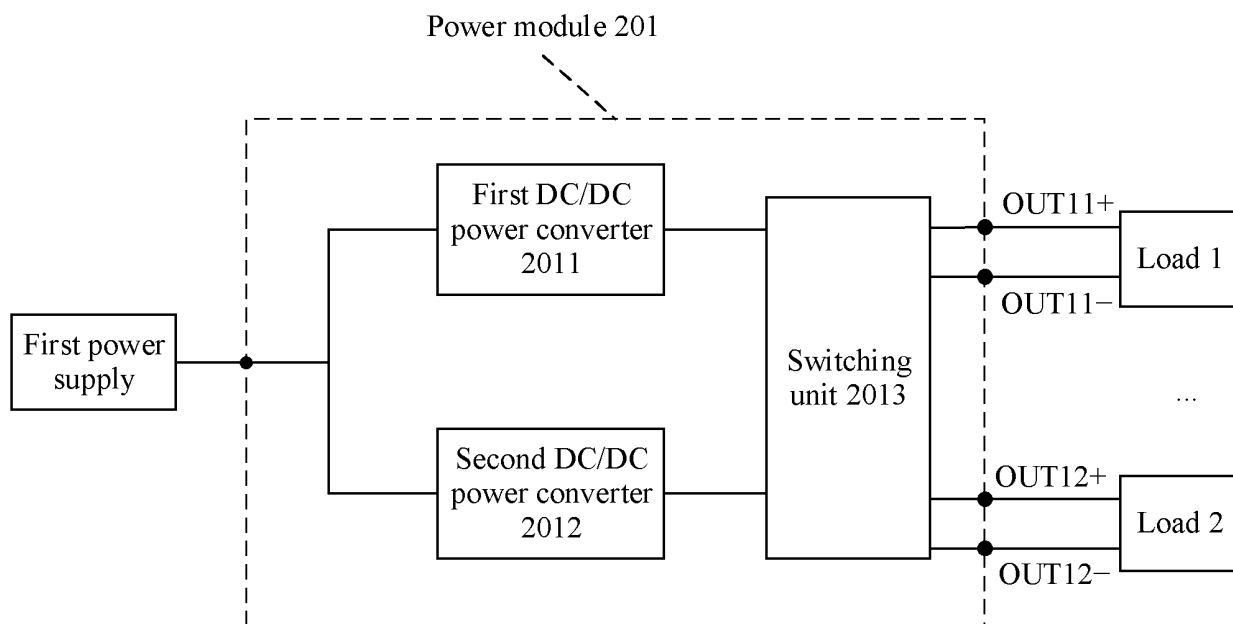 Power module 201
First DC/DC
power converter
2011
OUT11+
Load 1
OUT11−
First power
supply
Switching
unit 2013
...
Second DC/DC
power converter
2012
OUT12+
Load 2
OUT12−